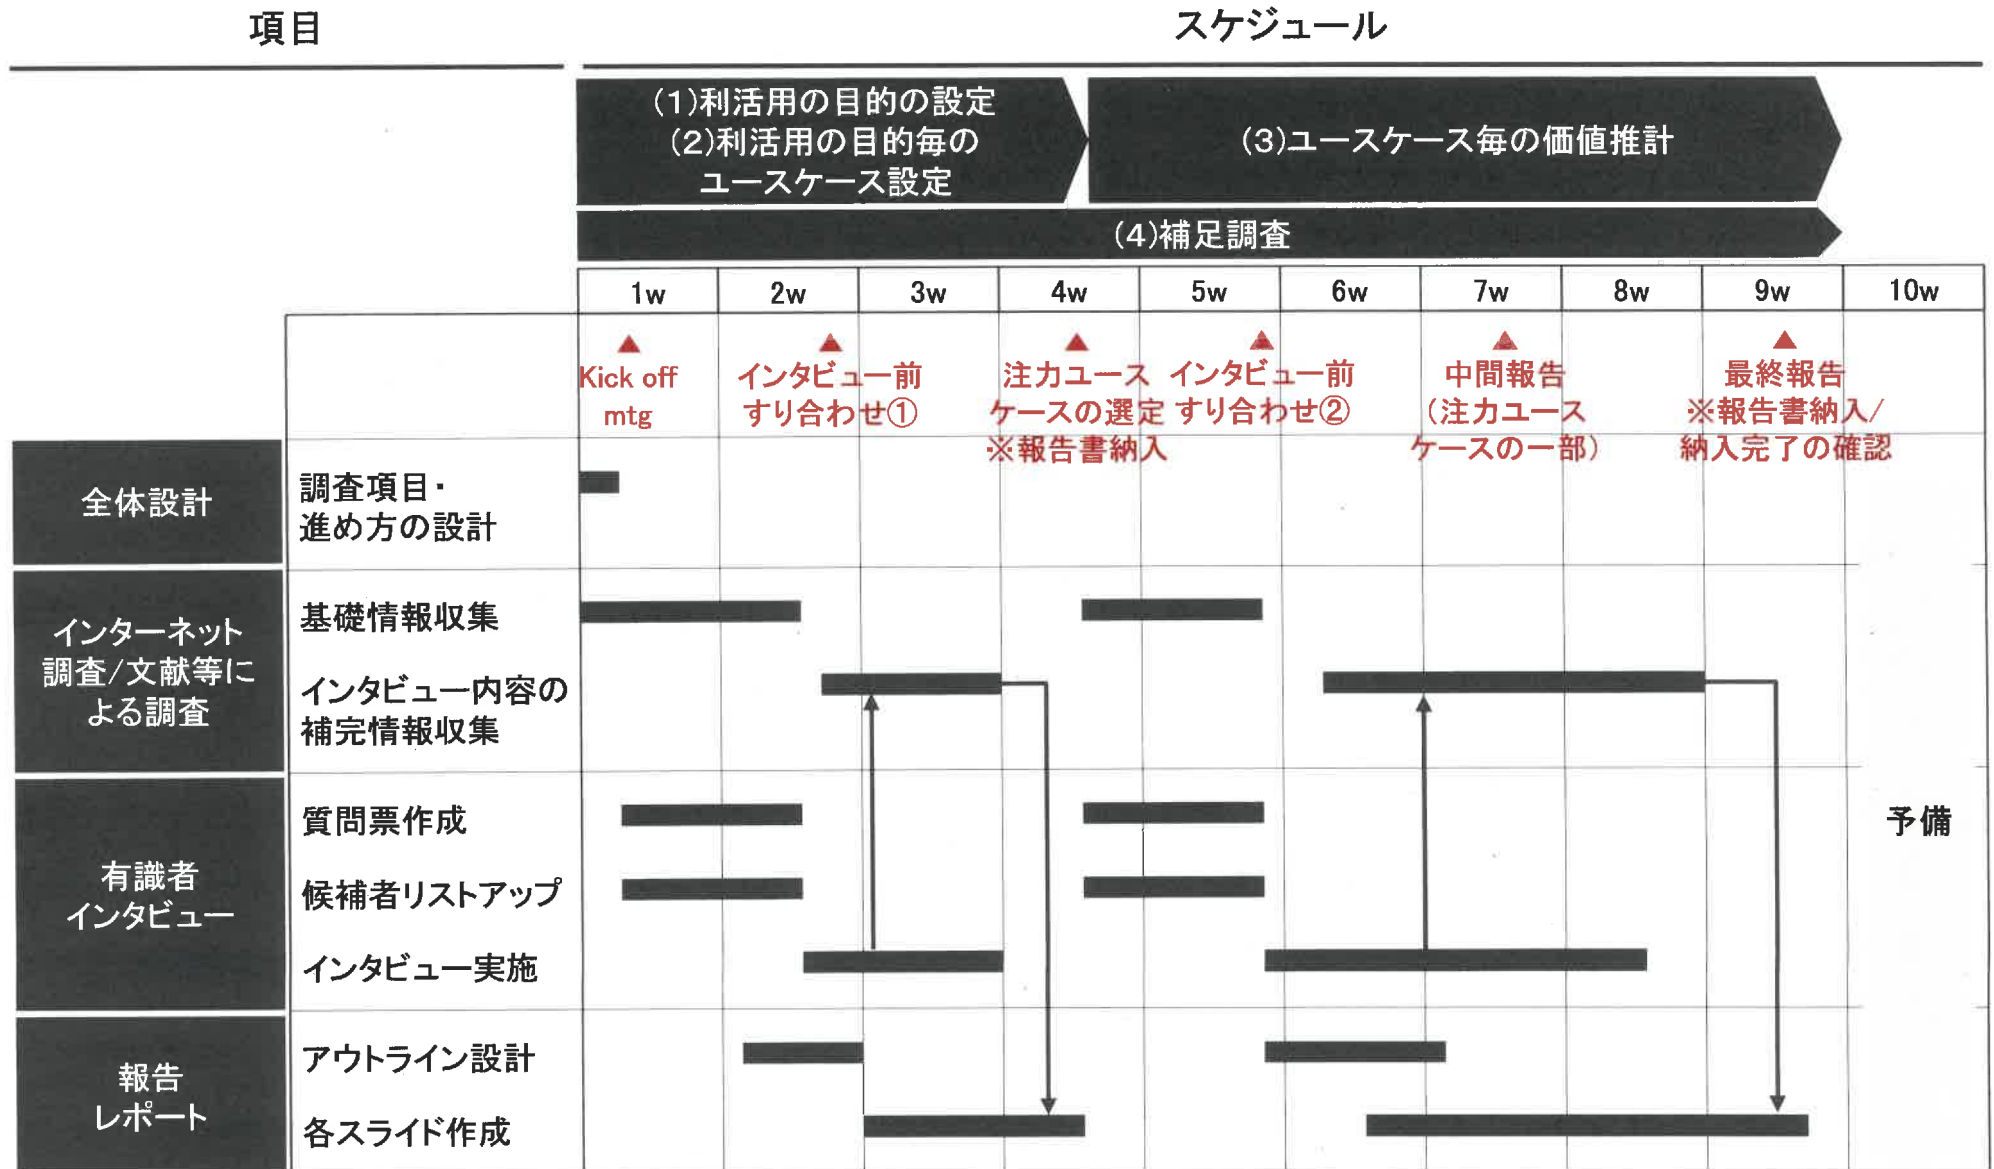 項目
スケジュール
(1)利活用の目的の設定
(2)利活用の目的毎の
ユースケース設定
(3)ユースケース毎の価値推計
(4)補足調査
1w 2w 3w 4w 5w 6w 7w 8w 9w 10w
▲
Kick off
mtg
▲
インタビュー前
すり合わせ①
▲
注力ユース
ケースの選定
※報告書納入
▲
インタビュー前
すり合わせ②
▲
中間報告
(注力ユース
ケースの一部)
▲
最終報告
※報告書納入/
納入完了の確認
全体設計
調査項目・
進め方の設計
インターネット
調査/文献等に
よる調査
基礎情報収集
インタビュー内容の
補完情報収集
有識者
インタビュー
質問票作成
候補者リストアップ
インタビュー実施
予備
報告
レポート
アウトライン設計
各スライド作成